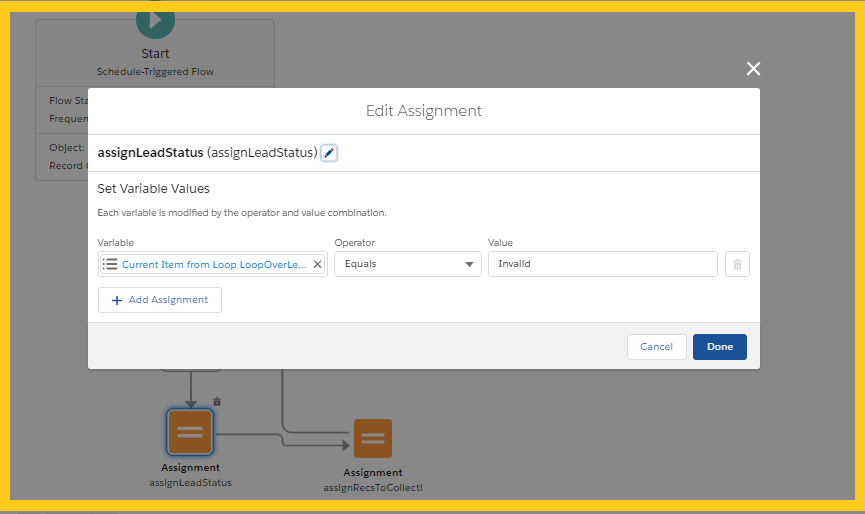 Start
Schedule-Triggered Flow
Flow Sta
Frequen
Object:
Record
Edit Assignment
assignLeadStatus (assignLeadStatus)
Set Variable Values
Each variable is modified by the operator and value combination.
Variable Operator Value
Current Item from Loop LoopOverLe... Equals Invalid
+ Add Assignment
Cancel Done
Assignment
assignLeadStatus
Assignment
assignRecsToCollecti